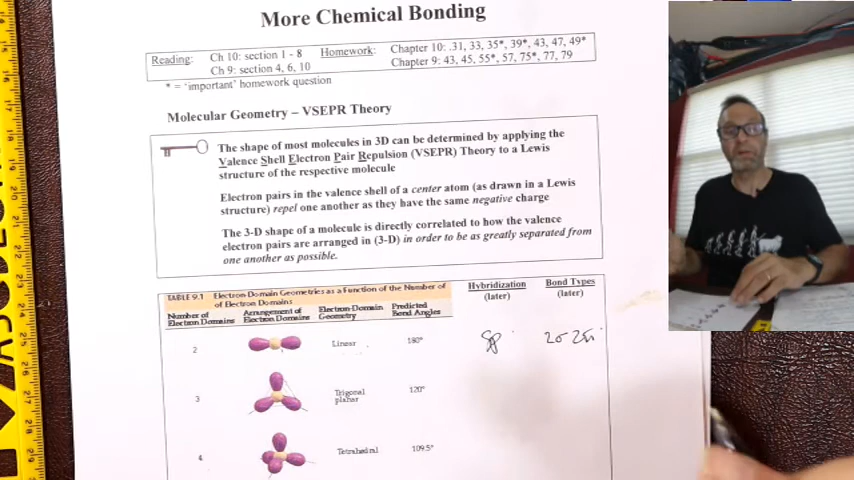 More Chemical Bonding
Reading: Ch 10: section 1 - 8 Homework: Chapter 10: .31, 33, 35*, 39*, 43, 47, 49*
Ch 9: section 4, 6, 10 Chapter 9: 43, 45, 55*, 57, 75*, 77, 79
* = 'important' homework question
Molecular Geometry – VSEPR Theory
The shape of most molecules in 3D can be determined by applying the
Valence Shell Electron Pair Repulsion (VSEPR) Theory to a Lewis
structure of the respective molecule
Electron pairs in the valence shell of a center atom (as drawn in a Lewis
structure) repel one another as they have the same negative charge
The 3-D shape of a molecule is directly correlated to how the valence
electron pairs are arranged in (3-D) in order to be as greatly separated from
one another as possible.
TABLE 9.1 Electron-Domain Geometries as a Function of the Number of
of Electron Domains
Hybridization Bond Types
(later) (later)
Number of Arrangement of Electron-Domain Predicted
Electron Domains Electron Domains Geometry Bond Angles
2 Linear 180° sp 2σ 2π
3 Trigonal planar 120°
4 Tetrahedral 109.5°